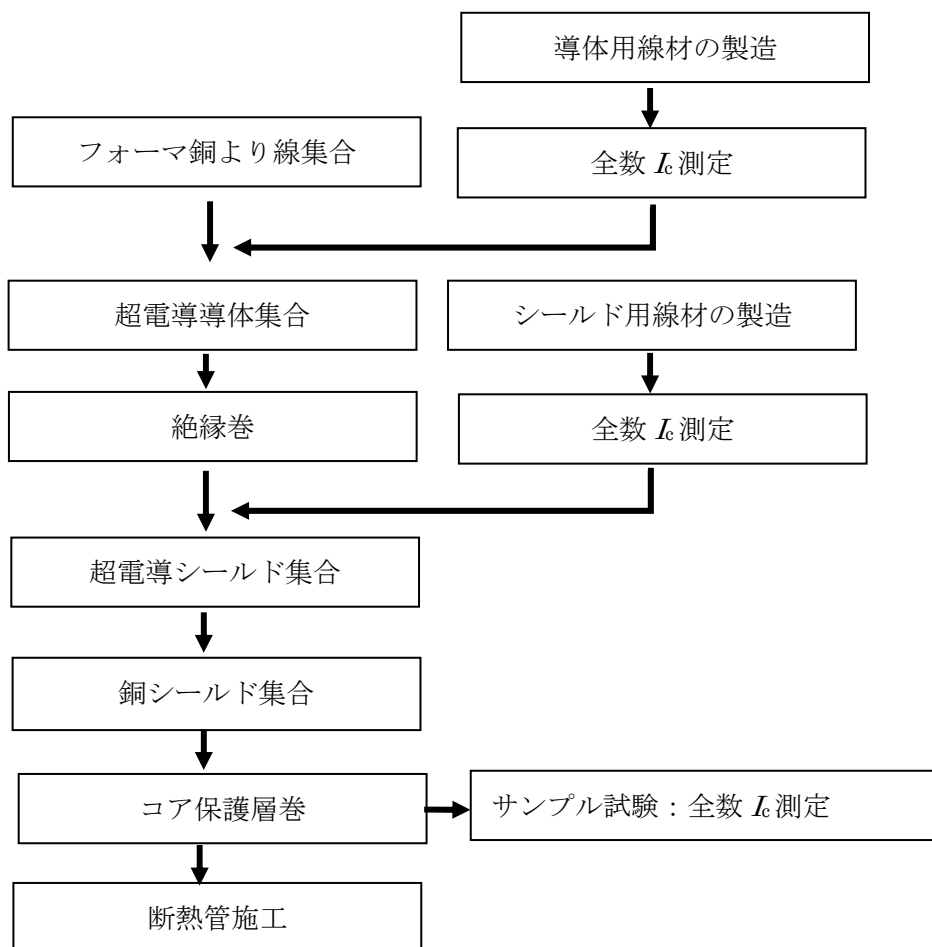 導体用線材の製造
フォーマ銅より線集合
全数 Ic 測定
超電導導体集合
シールド用線材の製造
絶縁巻
全数 Ic 測定
超電導シールド集合
銅シールド集合
コア保護層巻
サンプル試験：全数 Ic 測定
断熱管施工